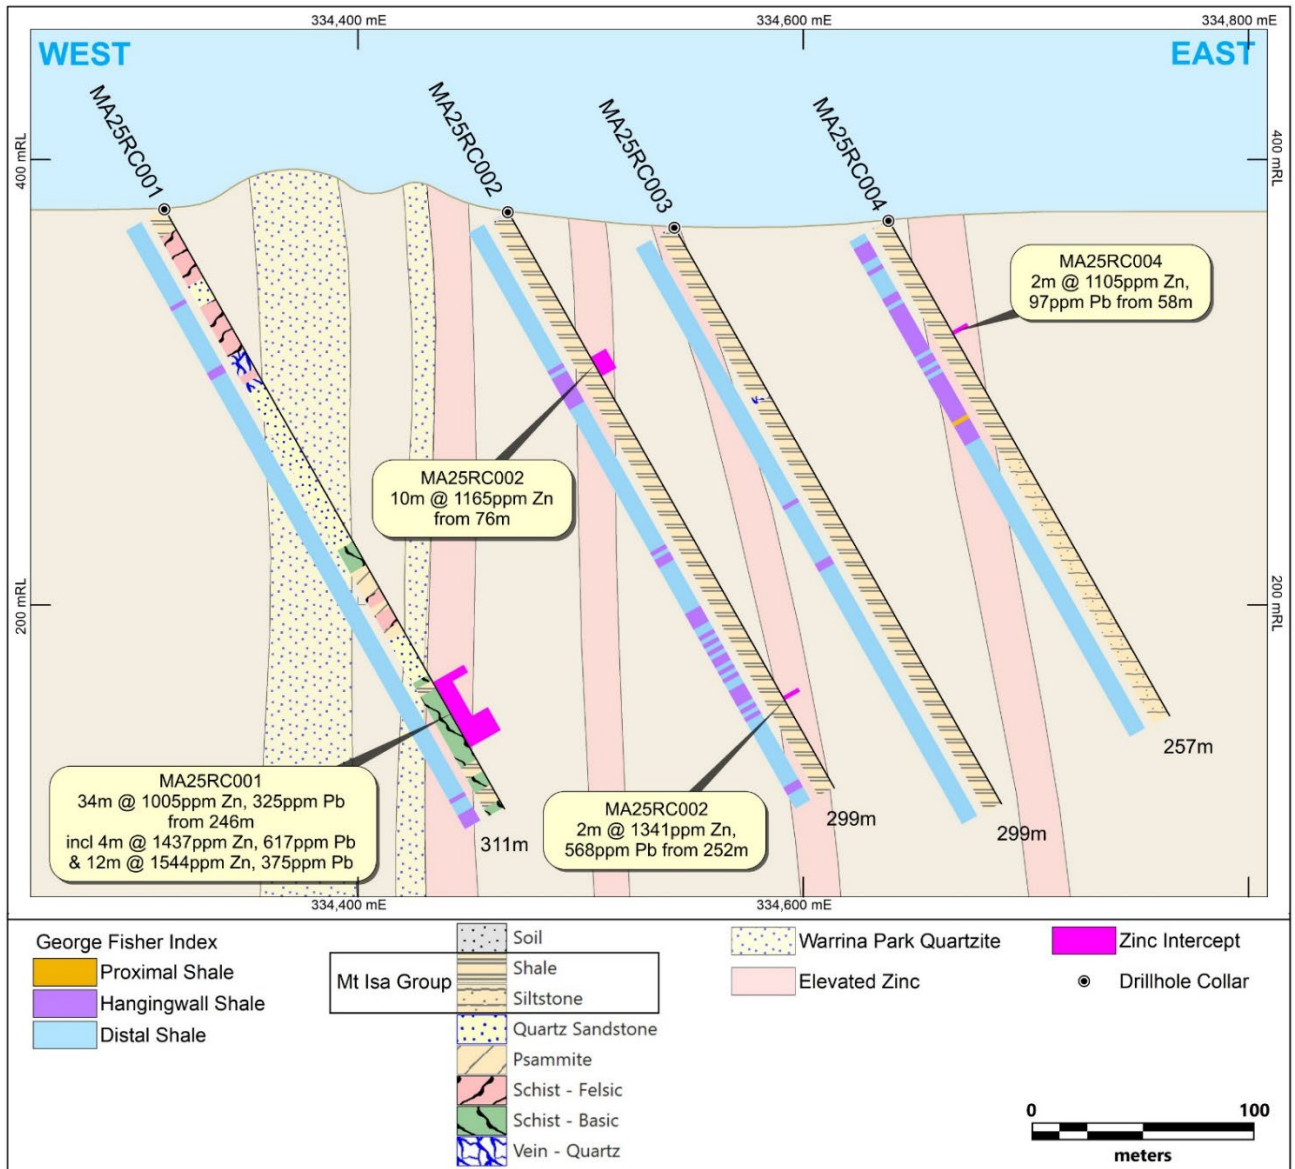 334,400 mE
334,600 mE
334,800 mE
WEST
EAST
400 mRL
400 mRL
MA25RC001
MA25RC002
MA25RC003
MA25RC004
MA25RC004
2m @ 1105ppm Zn,
97ppm Pb from 58m
MA25RC002
10m @ 1165ppm Zn
from 76m
200 mRL
200 mRL
257m
MA25RC001
34m @ 1005ppm Zn, 325ppm Pb
from 246m
incl 4m @ 1437ppm Zn, 617ppm Pb
& 12m @ 1544ppm Zn, 375ppm Pb
311m
MA25RC002
2m @ 1341ppm Zn,
568ppm Pb from 252m
299m
299m
334,400 mE
334,600 mE
George Fisher Index
Proximal Shale
Hangingwall Shale
Distal Shale
Mt Isa Group
Soil
Shale
Siltstone
Quartz Sandstone
Psammite
Schist - Felsic
Schist - Basic
Vein - Quartz
Warrina Park Quartzite
Elevated Zinc
Zinc Intercept
Drillhole Collar
0 100
meters